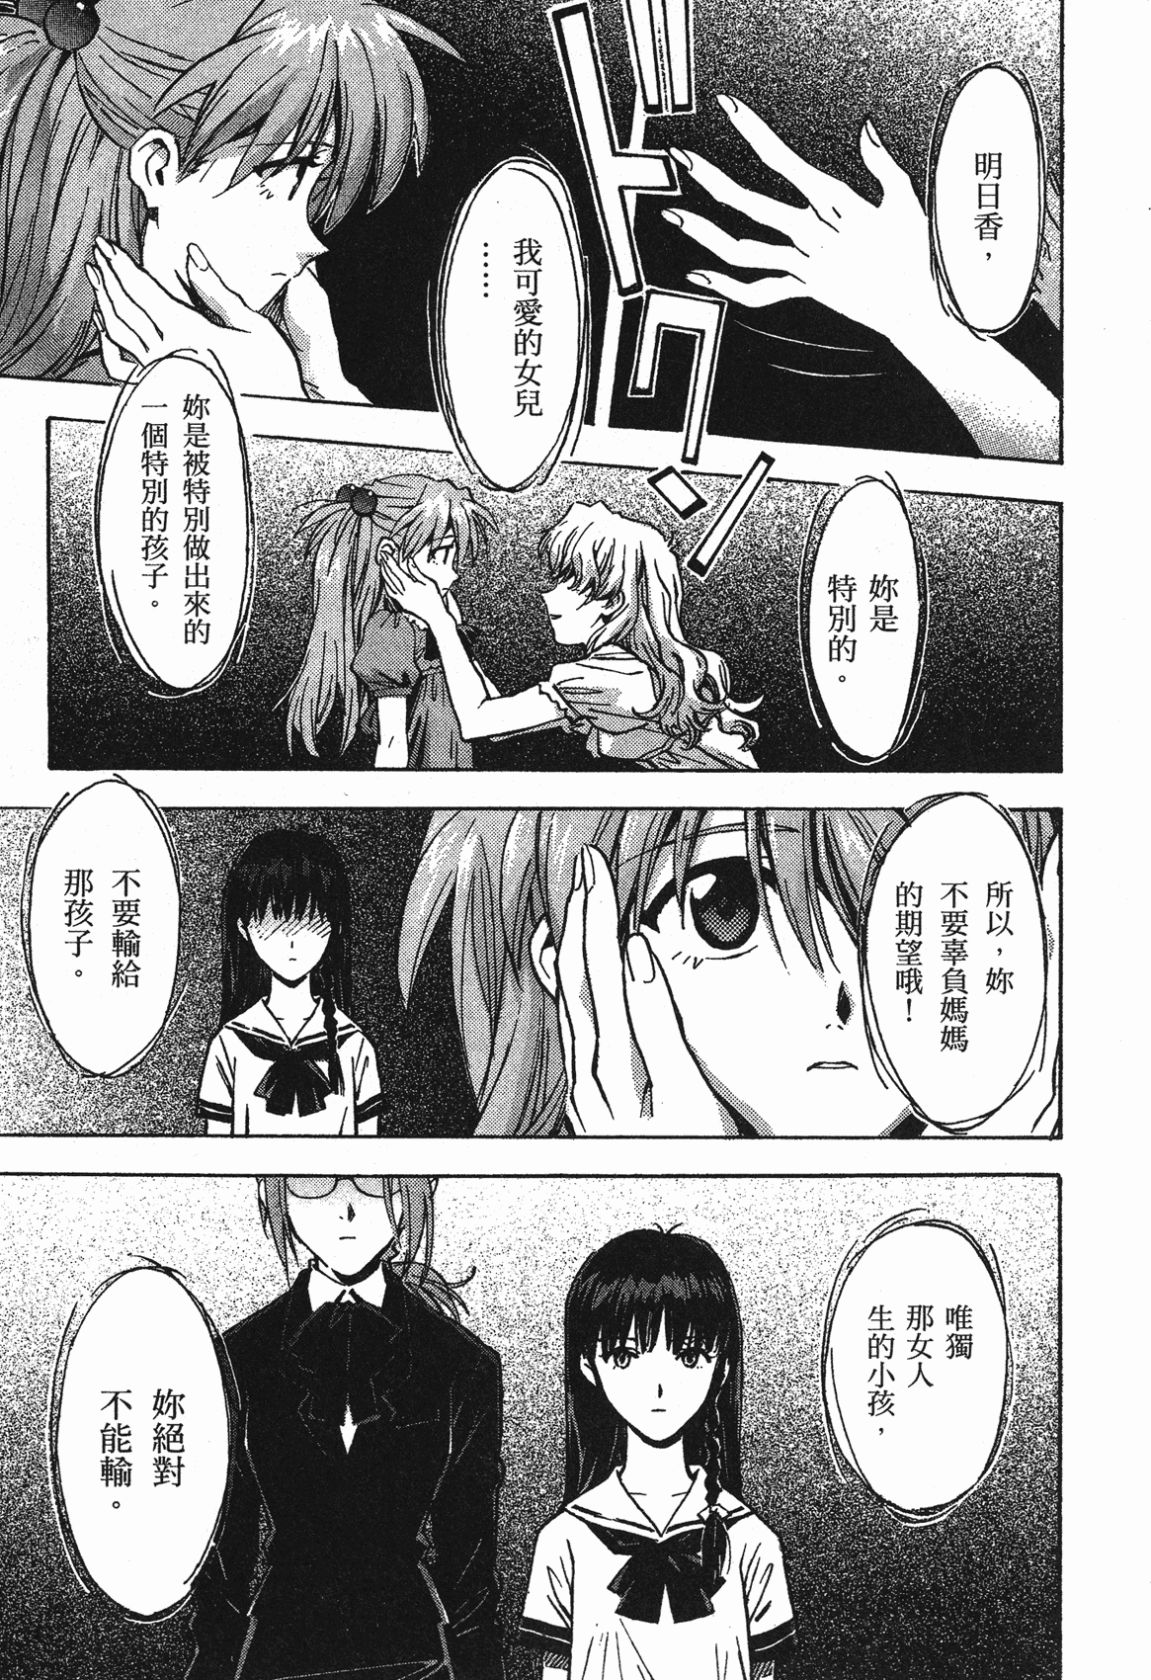 明日香，
ドクン
我可愛的女兒
……
妳是
特別的。
妳是被特別做出來的
一個特別的孩子。
所以，妳
不要辜負媽媽
的期望哦！
不要輸給
那孩子。
唯獨
那女人
生的小孩，
妳絕對
不能輸。